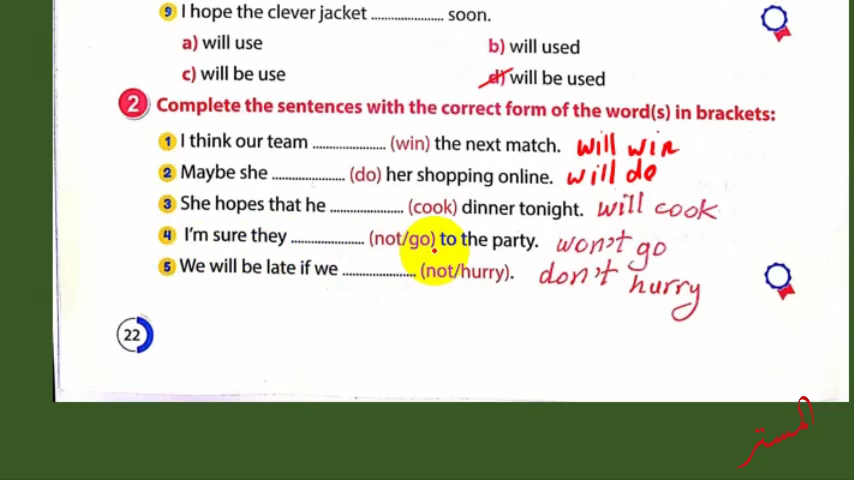 9 I hope the clever jacket .................... soon.
a) will use b) will used
c) will be use d) will be used
2 Complete the sentences with the correct form of the word(s) in brackets:
1 I think our team .................... (win) the next match. will win
2 Maybe she .................... (do) her shopping online. will do
3 She hopes that he .................... (cook) dinner tonight. will cook
4 I'm sure they .................... (not/go) to the party. won't go
5 We will be late if we .................... (not/hurry). don't hurry
22
المستر